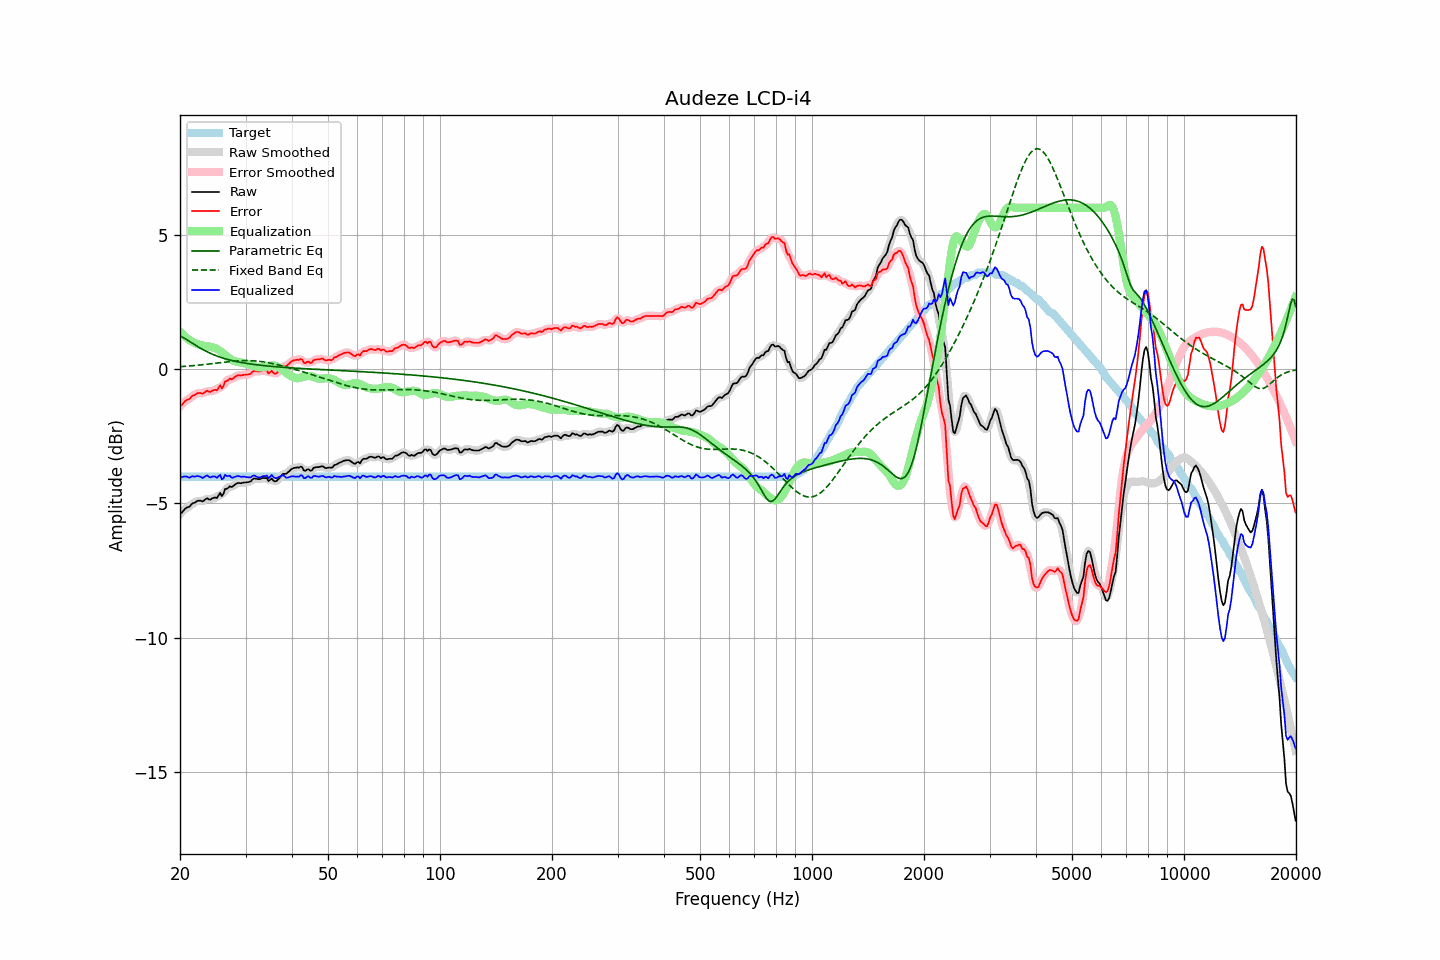 Audeze LCD-i4
Target
Raw Smoothed
Error Smoothed
Raw
Error
Equalization
Parametric Eq
Fixed Band Eq
Equalized
Amplitude (dBr)
5
0
−5
−10
−15
20 50 100 200 500 1000 2000 5000 10000 20000
Frequency (Hz)